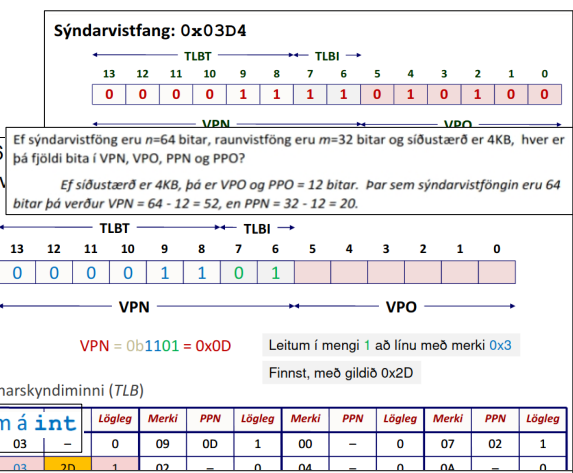 Sýndarvistfang: 0x03D4
TLBT TLBI
13 12 11 10 9 8 7 6 5 4 3 2 1 0
0 0 0 0 1 1 1 1 0 1 0 1 0 0
VPN VPO
Ef sýndarvistföng eru n=64 bitar, raunvistföng eru m=32 bitar og síðustærð er 4KB, hver er
þá fjöldi bita í VPN, VPO, PPN og PPO?
Ef síðustærð er 4KB, þá er VPO og PPO = 12 bitar. Þar sem sýndarvistföngin eru 64
bitar þá verður VPN = 64 - 12 = 52, en PPN = 32 - 12 = 20.
TLBT TLBI
13 12 11 10 9 8 7 6 5 4 3 2 1 0
0 0 0 0 1 1 0 1
VPN VPO
VPN = 0b1101 = 0x0D
Leitum í mengi 1 að línu með merki 0x3
Finnst, með gildið 0x2D
narskyndiminni (TLB)
m á int Lögleg Merki PPN Lögleg Merki PPN Lögleg Merki PPN Lögleg
03 – 0 09 0D 1 00 – 0 07 02 1
03 2D 1 02 – 0 04 – 0 0A – 0